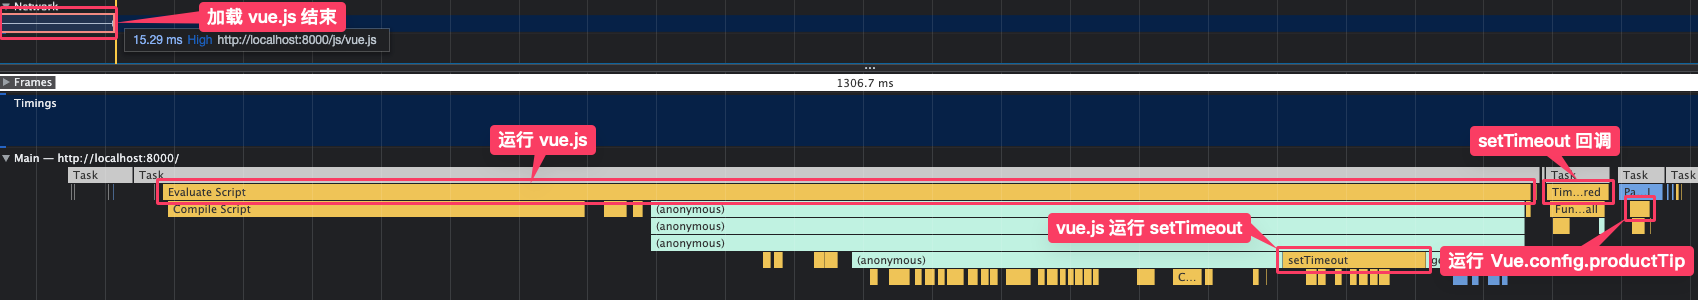 Network
加载 vue.js 结束
15.29 ms High http://localhost:8000/js/vue.js
...
Frames
1306.7 ms
Timings
运行 vue.js
setTimeout 回调
Main — http://localhost:8000/
Task
Task
Task
Task
Task
Evaluate Script
Tim...red
Pa...l
Compile Script
(anonymous)
Fun...all
(anonymous)
(anonymous)
vue.js 运行 setTimeout
(anonymous)
setTimeout
运行 Vue.config.productTip
C...